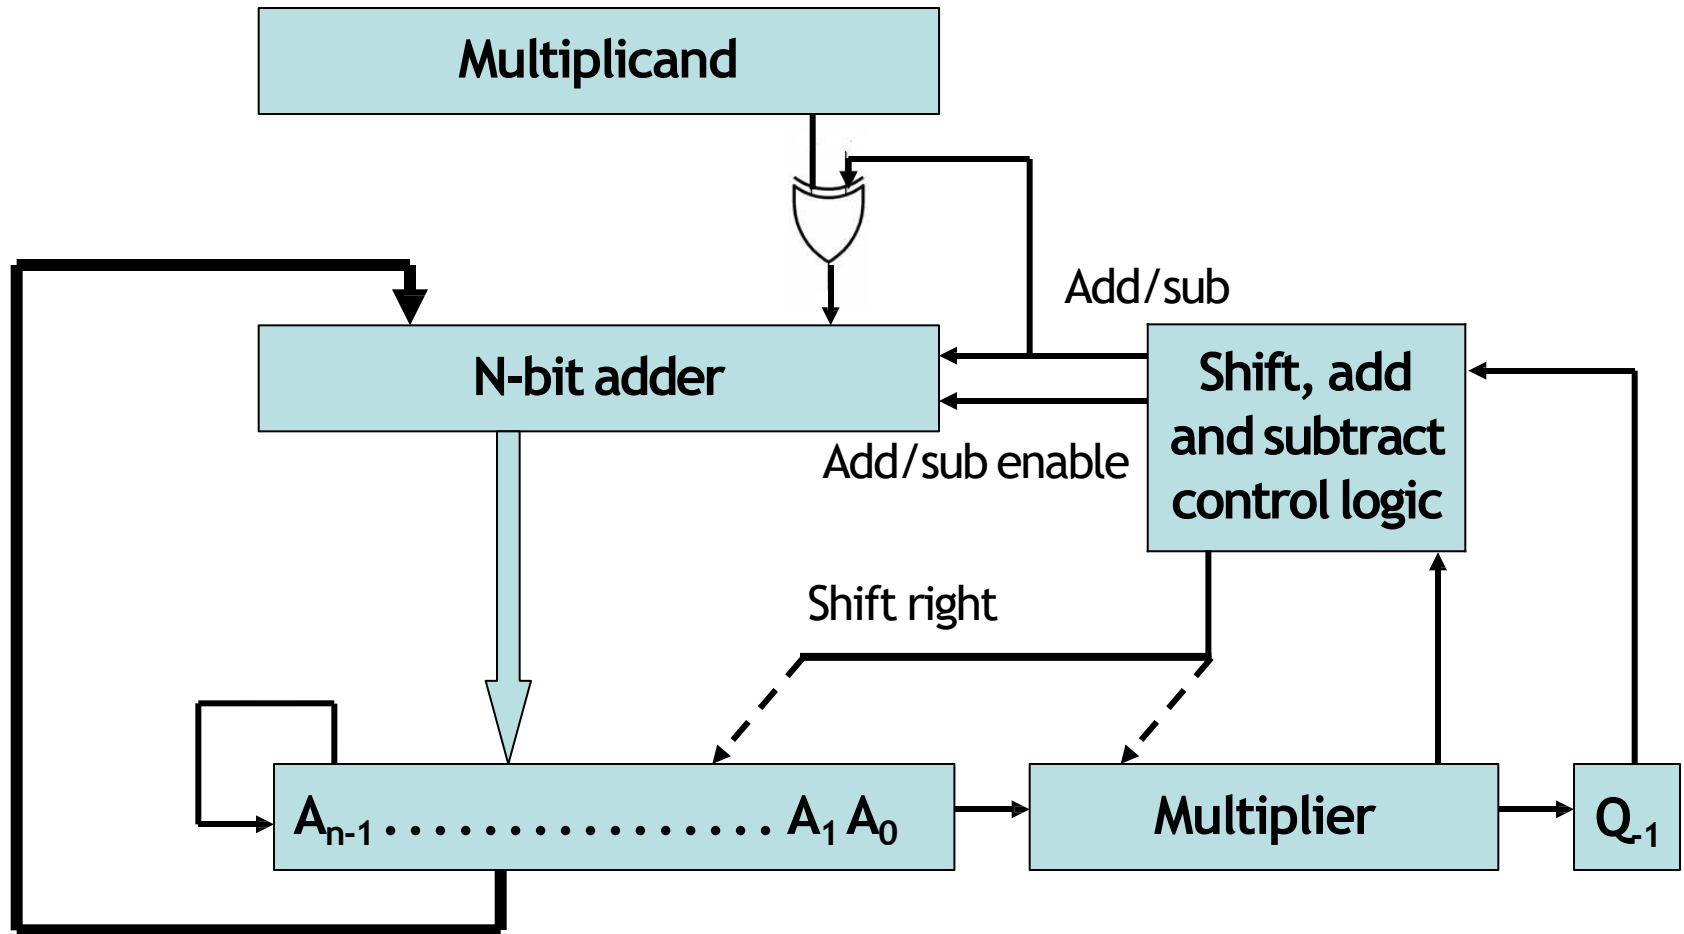 Multiplicand
Add/sub
N-bit adder
Shift, add
and subtract
control logic
Add/sub enable
Shift right
Aₙ₋₁ . . . . . . . . . . . . . . . . A₁ A₀
Multiplier
Q₋₁